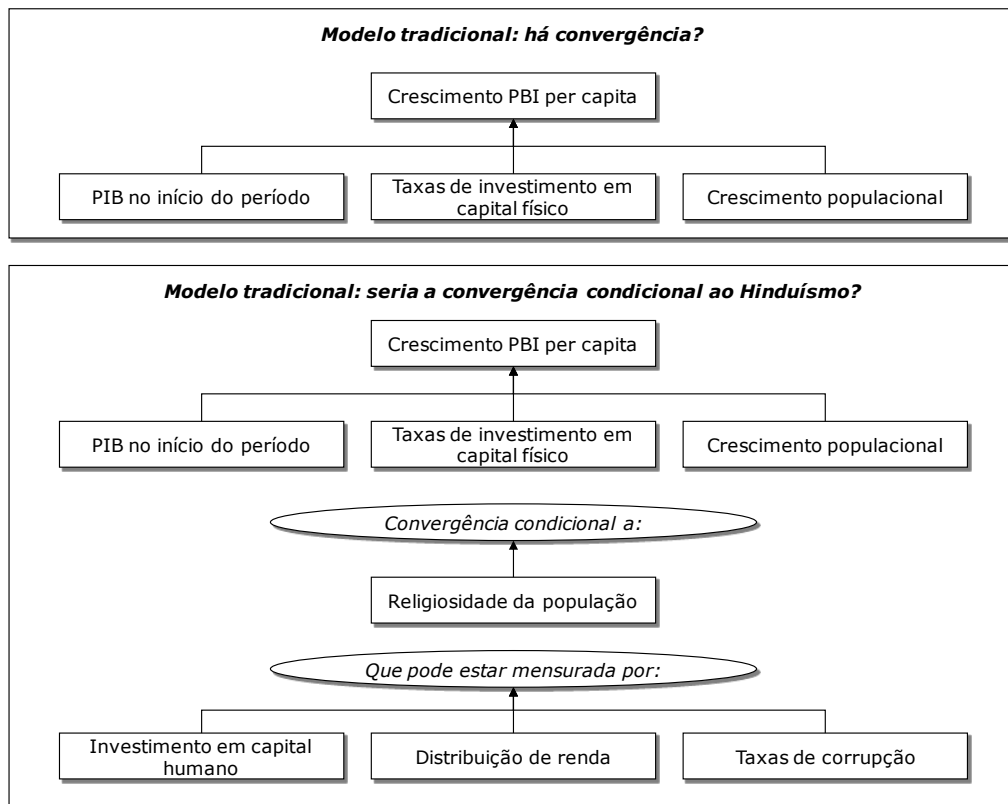 Modelo tradicional: há convergência?
Crescimento PBI per capita
PIB no início do período
Taxas de investimento em
capital físico
Crescimento populacional
Modelo tradicional: seria a convergência condicional ao Hinduísmo?
Crescimento PBI per capita
PIB no início do período
Taxas de investimento em
capital físico
Crescimento populacional
Convergência condicional a:
Religiosidade da população
Que pode estar mensurada por:
Investimento em capital
humano
Distribuição de renda
Taxas de corrupção